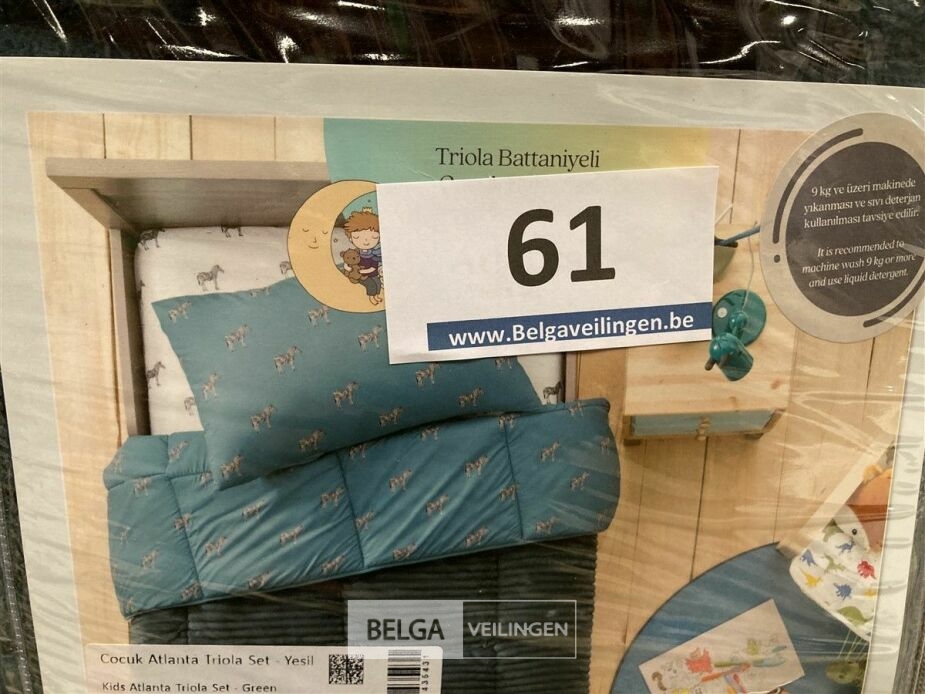 Triola Battaniyeli
61
www.Belgaveilingen.be
9 kg ve üzeri makinede
yıkanması ve sıvı deterjan
kullanılması tavsiye edilir.
It is recommended to
machine wash 9 kg or more
and use liquid detergent.
BELGA VEILINGEN
Cocuk Atlanta Triola Set - Yesil
Kids Atlanta Triola Set - Green
435431